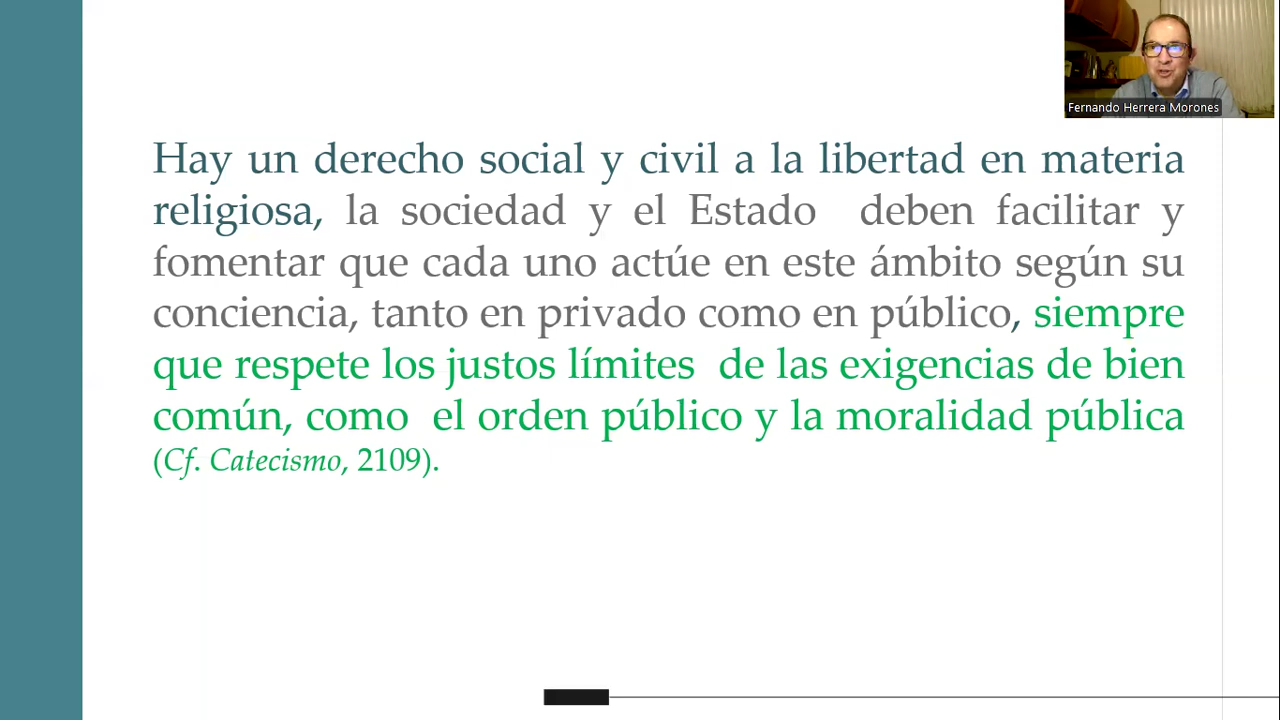 Fernando Herrera Morones
Hay un derecho social y civil a la libertad en materia
religiosa, la sociedad y el Estado deben facilitar y
fomentar que cada uno actúe en este ámbito según su
conciencia, tanto en privado como en público, siempre
que respete los justos límites de las exigencias de bien
común, como el orden público y la moralidad pública
(Cf. Catecismo, 2109).